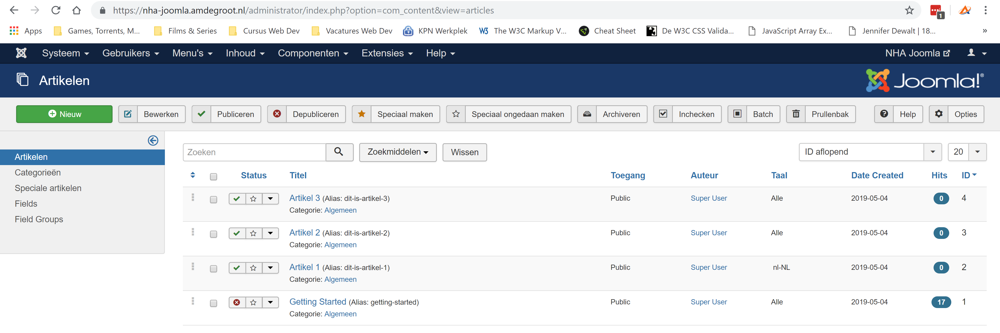 https://nha-joomla.amdegroot.nl/administrator/index.php?option=com_content&view=articles
1
Apps Games, Torrents, M... Films & Series Cursus Web Dev Vacatures Web Dev KPN Werkplek W3 The W3C Markup V... Cheat Sheet De W3C CSS Valida... JavaScript Array Ex... Jennifer Dewalt | 18... »
Systeem Gebruikers Menu's Inhoud Componenten Extensies Help NHA Joomla
Artikelen Joomla!®
Nieuw Bewerken Publiceren Depubliceren Speciaal maken Speciaal ongedaan maken Archiveren Inchecken Batch Prullenbak Help Opties
Artikelen
Categorieën
Speciale artikelen
Fields
Field Groups
Zoeken Zoekmiddelen Wissen ID aflopend 20
Status Titel Toegang Auteur Taal Date Created Hits ID
Artikel 3 (Alias: dit-is-artikel-3) Public Super User Alle 2019-05-04 0 4
Categorie: Algemeen
Artikel 2 (Alias: dit-is-artikel-2) Public Super User Alle 2019-05-04 0 3
Categorie: Algemeen
Artikel 1 (Alias: dit-is-artikel-1) Public Super User nl-NL 2019-05-04 0 2
Categorie: Algemeen
Getting Started (Alias: getting-started) Public Super User Alle 2019-05-04 17 1
Categorie: Algemeen